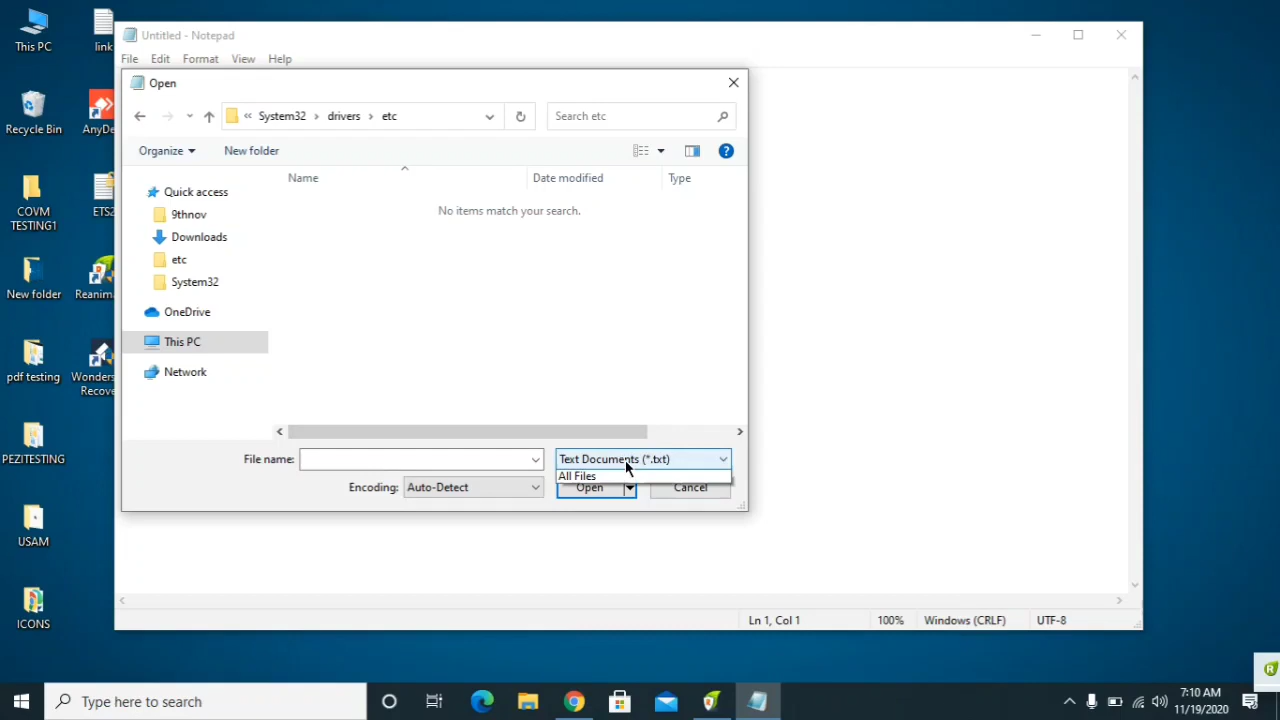 This PC
link
Recycle Bin
AnyDe
COVM
TESTING1
ETS2
New folder
Reanima
pdf testing
Wonders
Recove
PEZITESTING
USAM
ICONS
Untitled - Notepad
File Edit Format View Help
Open
« System32 › drivers › etc
Search etc
Organize New folder
Name Date modified Type
No items match your search.
Quick access
9thnov
Downloads
etc
System32
OneDrive
This PC
Network
File name:
Text Documents (*.txt)
All Files
Encoding: Auto-Detect
Open Cancel
Ln 1, Col 1 100% Windows (CRLF) UTF-8
Type here to search
7:10 AM
11/19/2020